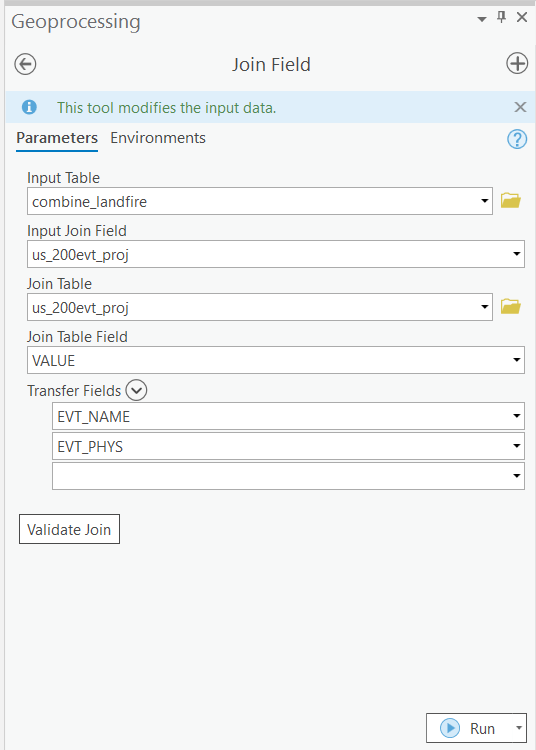 Geoprocessing
Join Field
This tool modifies the input data.
Parameters Environments
Input Table
combine_landfire
Input Join Field
us_200evt_proj
Join Table
us_200evt_proj
Join Table Field
VALUE
Transfer Fields
EVT_NAME
EVT_PHYS
Validate Join
Run